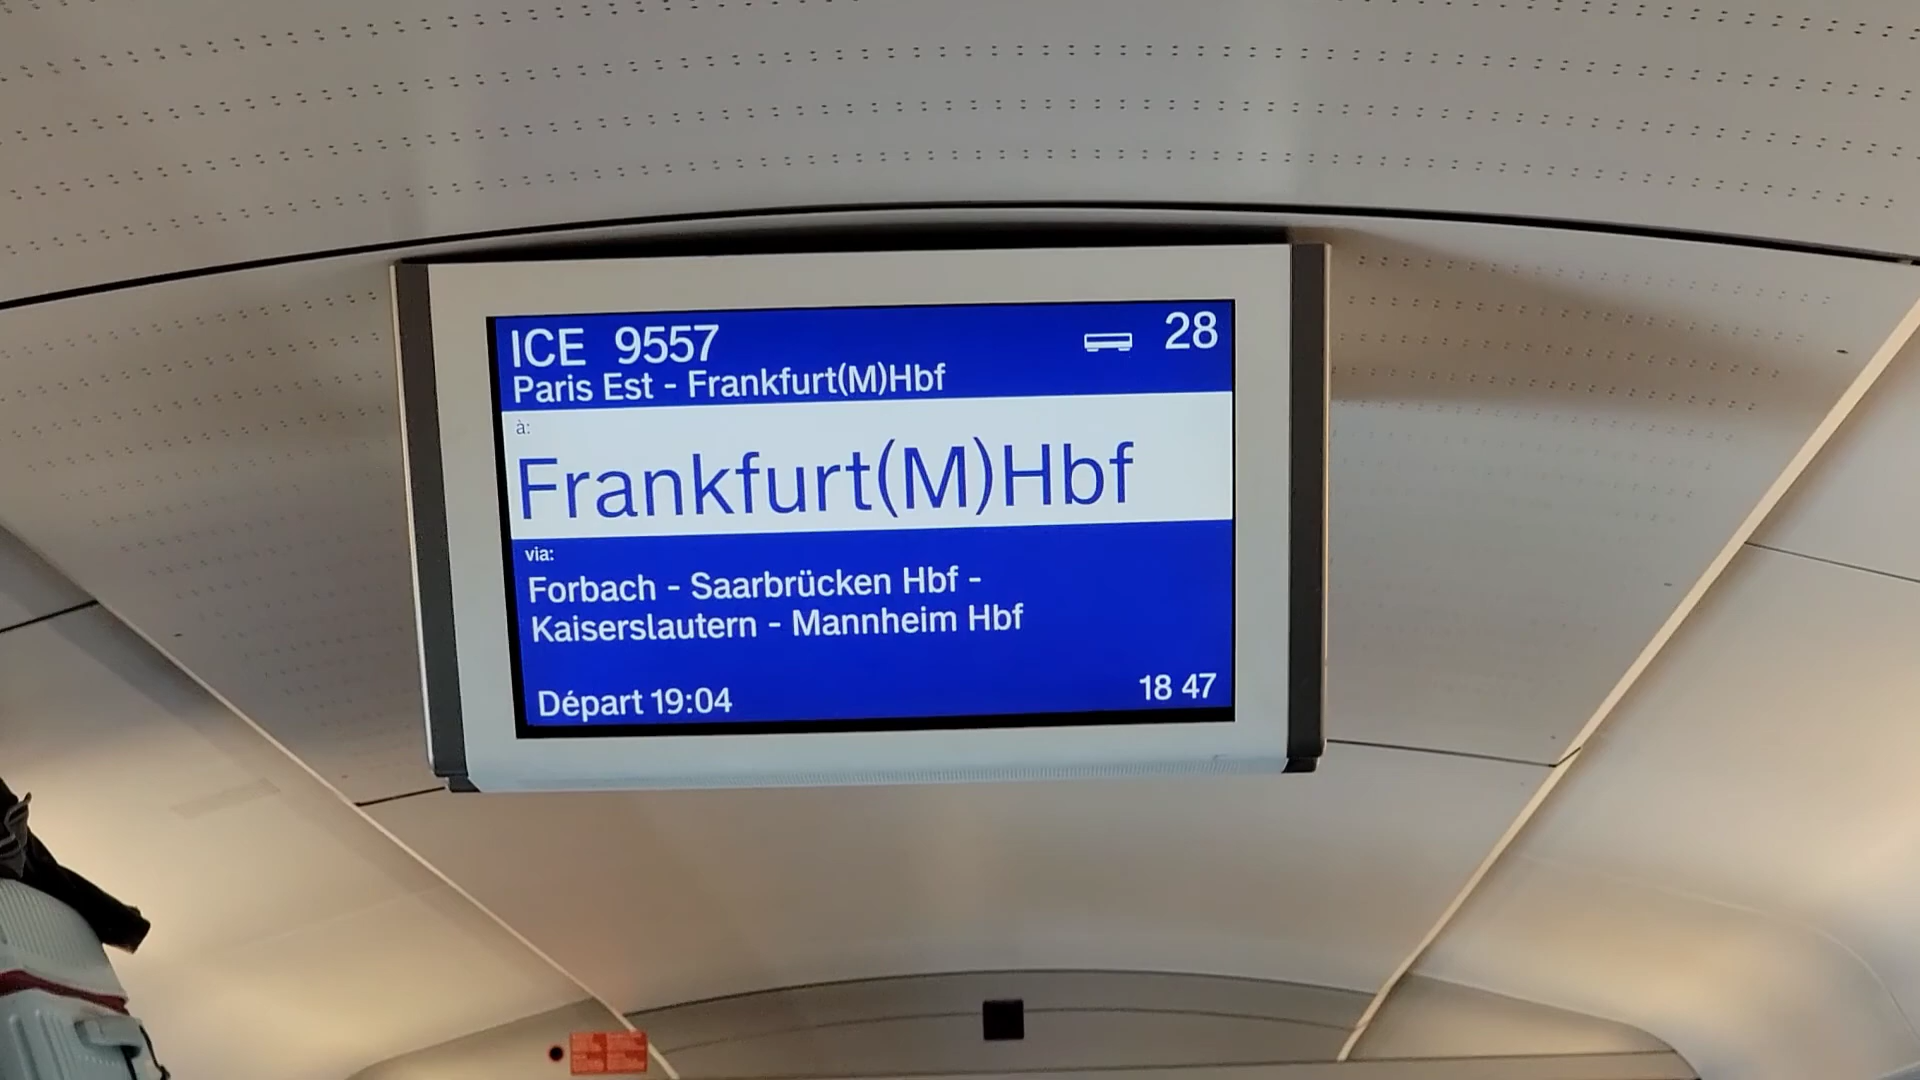 ICE 9557 28
Paris Est - Frankfurt(M)Hbf
à:
Frankfurt(M)Hbf
via:
Forbach - Saarbrücken Hbf -
Kaiserslautern - Mannheim Hbf
Départ 19:04 18 47